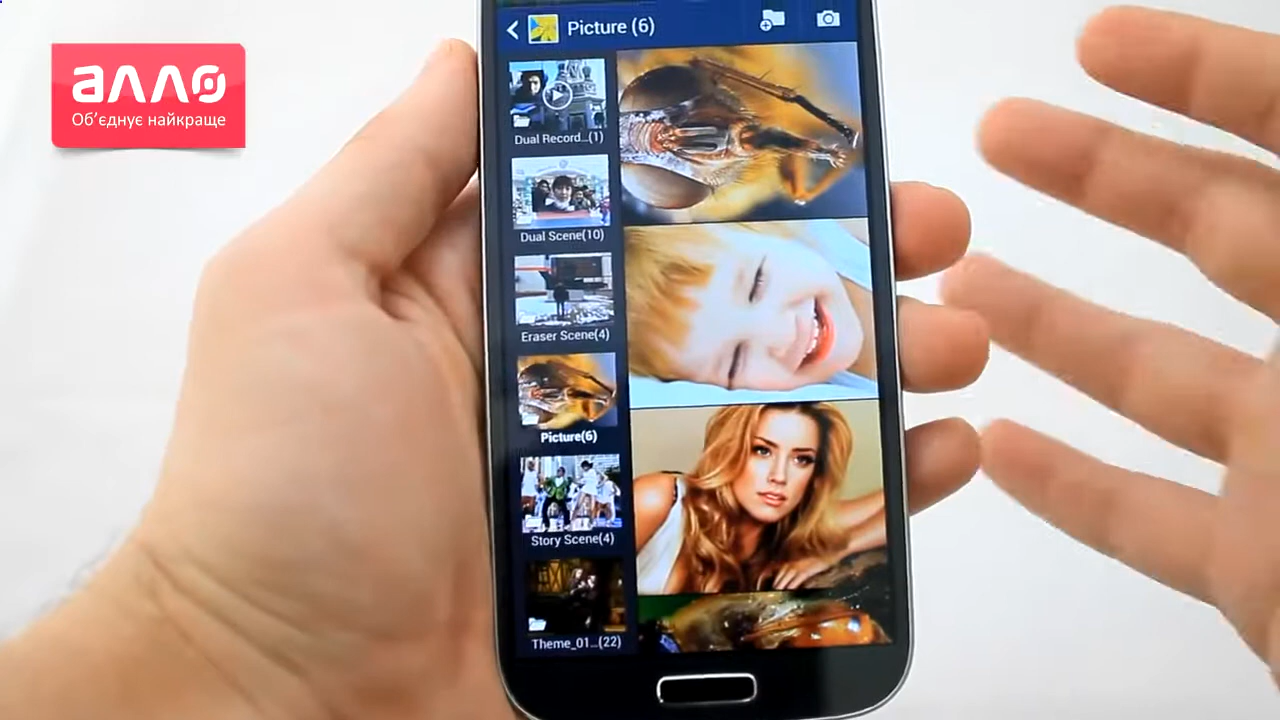 алло
Об’єднує найкраще
Picture (6)
Dual Record...(1)
Dual Scene(10)
Eraser Scene(4)
Picture(6)
Story Scene(4)
Theme_01...(22)